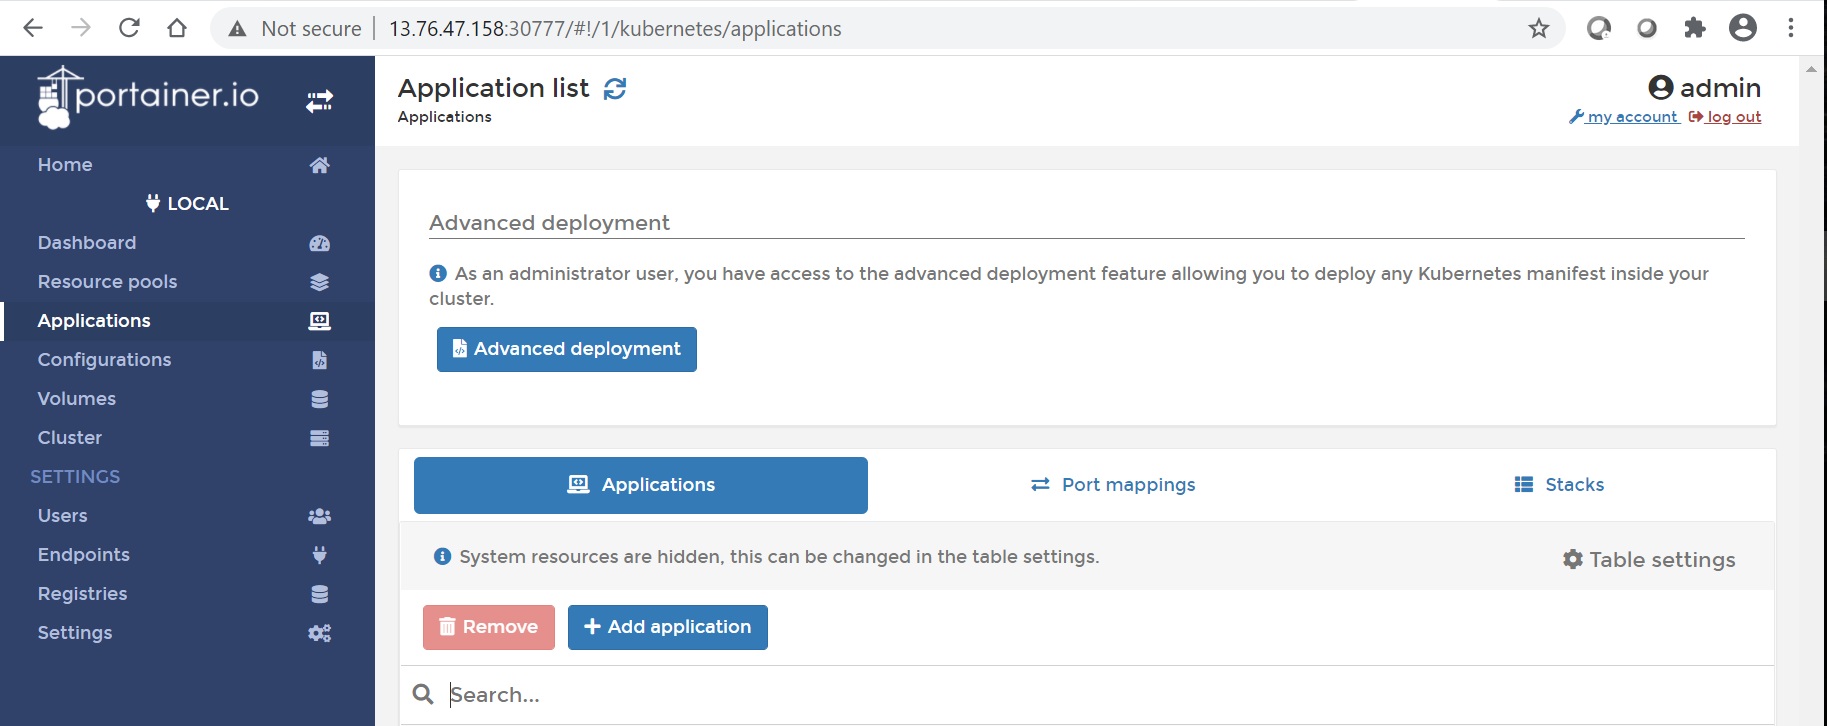 Not secure
13.76.47.158:30777/#!/1/kubernetes/applications
portainer.io
Home
LOCAL
Dashboard
Resource pools
Applications
Configurations
Volumes
Cluster
SETTINGS
Users
Endpoints
Registries
Settings
Application list
Applications
admin
my account
log out
Advanced deployment
As an administrator user, you have access to the advanced deployment feature allowing you to deploy any Kubernetes manifest inside your
cluster.
Advanced deployment
Applications
Port mappings
Stacks
System resources are hidden, this can be changed in the table settings.
Table settings
Remove
Add application
Search...